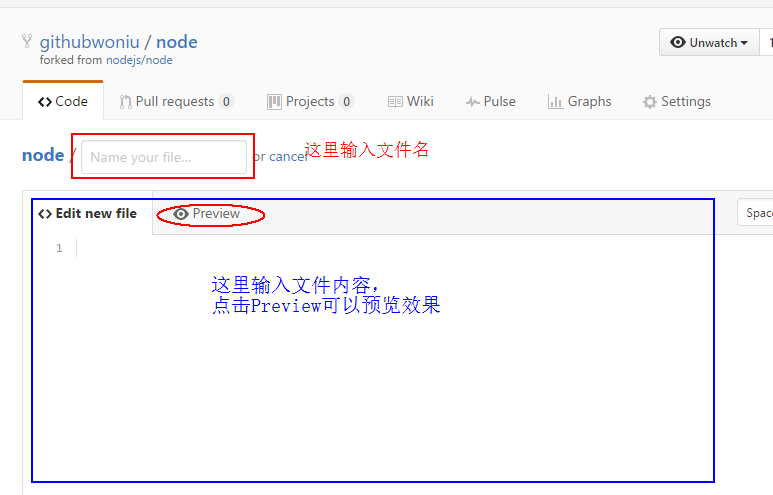 githubwoniu / node
Unwatch
1
forked from nodejs/node
Code
Pull requests 0
Projects 0
Wiki
Pulse
Graphs
Settings
node / Name your file... or cancel
这里输入文件名
Edit new file
Preview
Spac
1
这里输入文件内容，
点击Preview可以预览效果